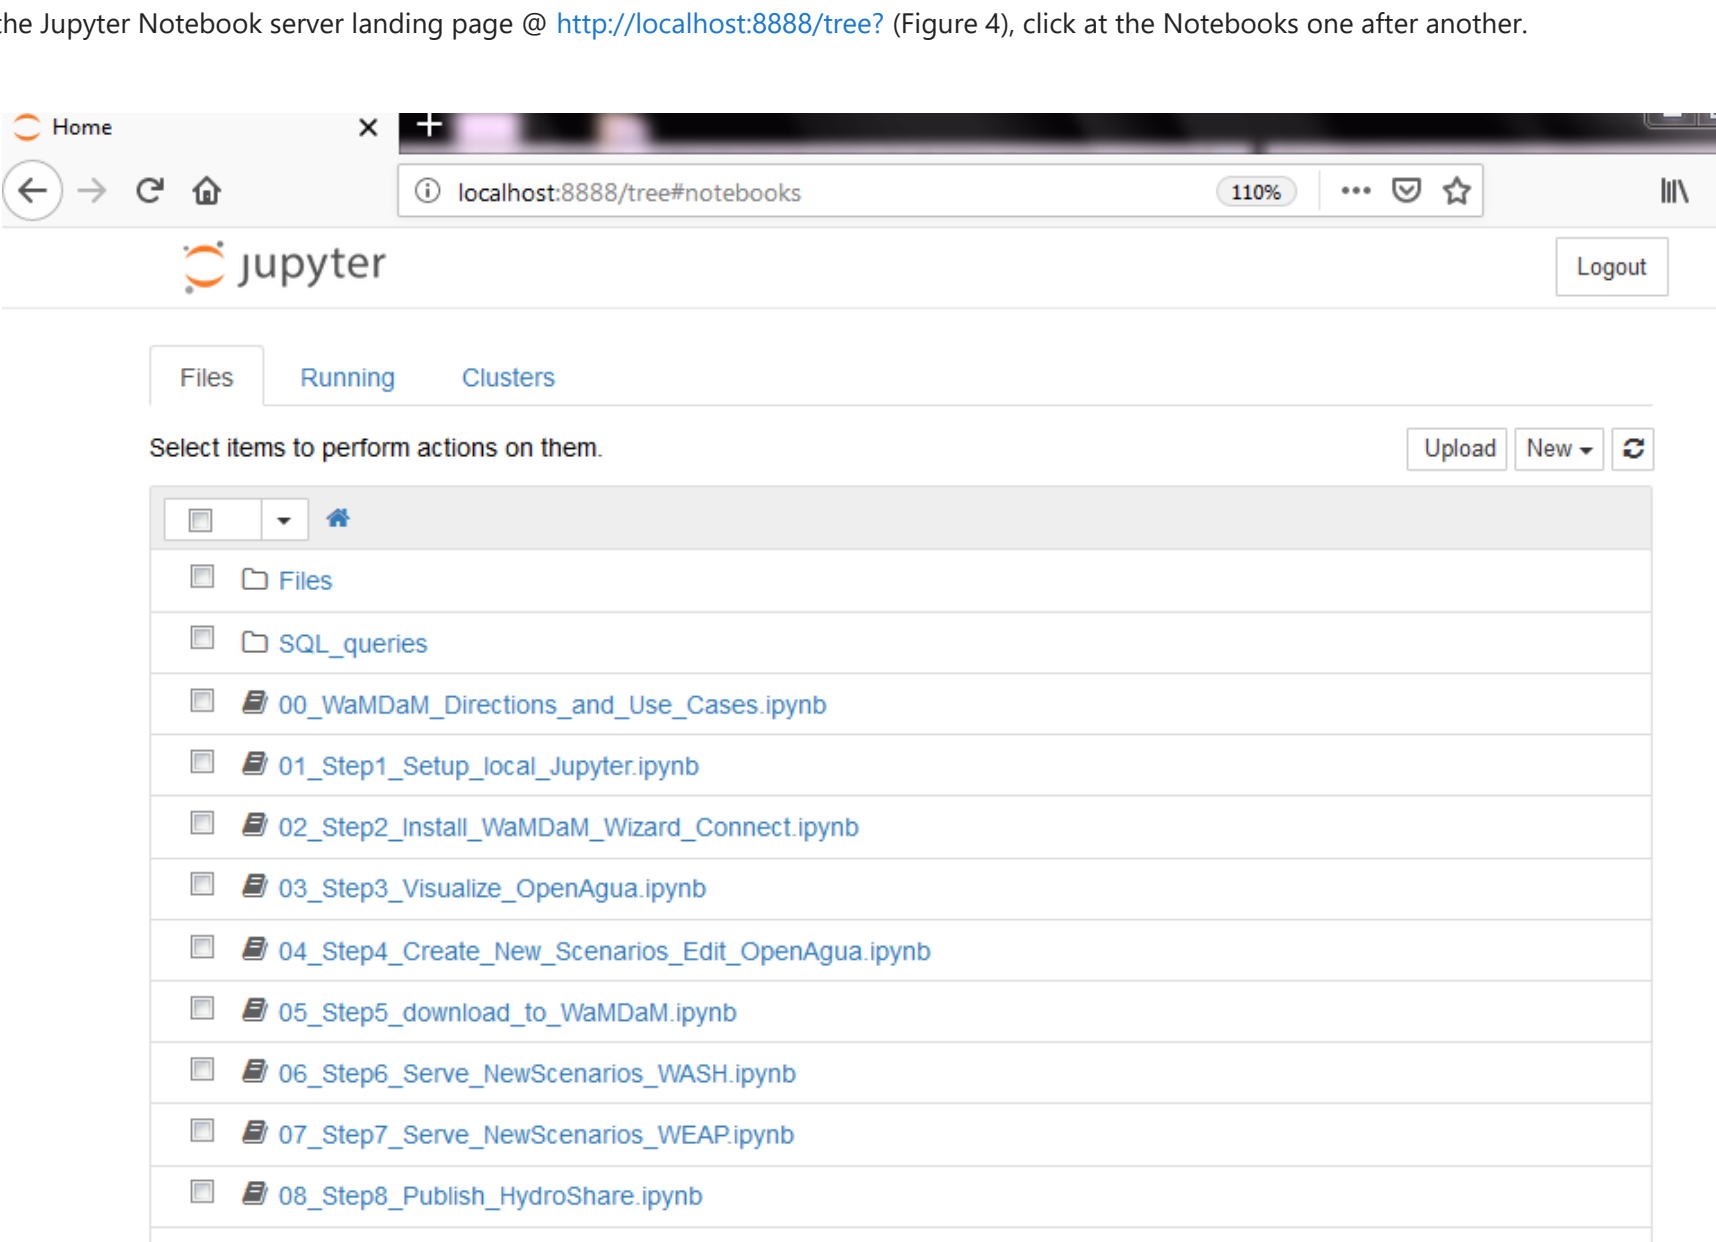 the Jupyter Notebook server landing page @ http://localhost:8888/tree? (Figure 4), click at the Notebooks one after another.
Home
localhost:8888/tree#notebooks 110%
jupyter Logout
Files Running Clusters
Select items to perform actions on them. Upload New
Files
SQL_queries
00_WaMDaM_Directions_and_Use_Cases.ipynb
01_Step1_Setup_local_Jupyter.ipynb
02_Step2_Install_WaMDaM_Wizard_Connect.ipynb
03_Step3_Visualize_OpenAgua.ipynb
04_Step4_Create_New_Scenarios_Edit_OpenAgua.ipynb
05_Step5_download_to_WaMDaM.ipynb
06_Step6_Serve_NewScenarios_WASH.ipynb
07_Step7_Serve_NewScenarios_WEAP.ipynb
08_Step8_Publish_HydroShare.ipynb